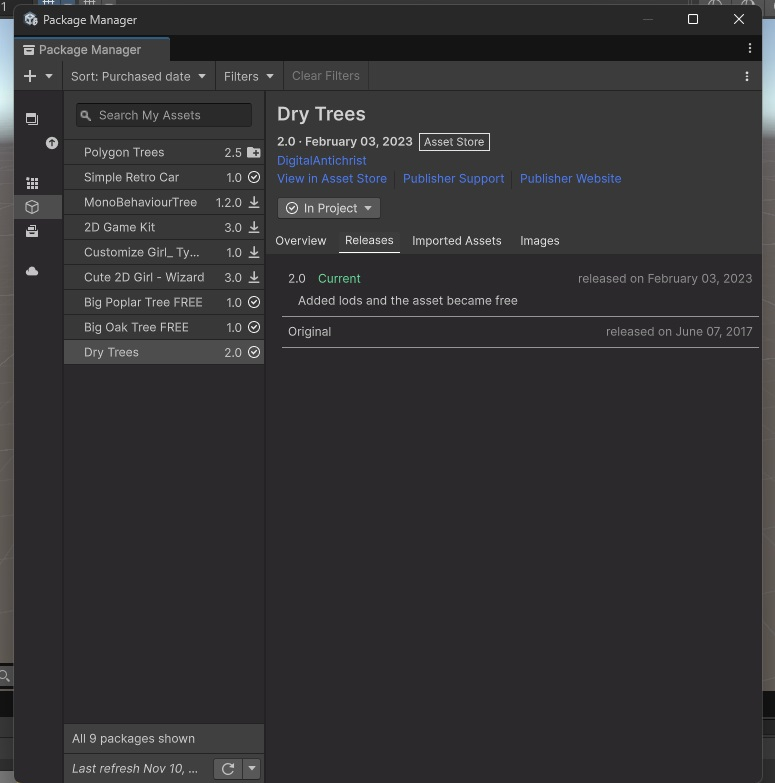 1
Package Manager
Package Manager
Sort: Purchased date
Filters
Clear Filters
Search My Assets
Polygon Trees 2.5
Simple Retro Car 1.0
MonoBehaviourTree 1.2.0
2D Game Kit 3.0
Customize Girl_ Ty... 1.0
Cute 2D Girl - Wizard 3.0
Big Poplar Tree FREE 1.0
Big Oak Tree FREE 1.0
Dry Trees 2.0
All 9 packages shown
Last refresh Nov 10, ...
Dry Trees
2.0 · February 03, 2023 Asset Store
DigitalAntichrist
View in Asset Store Publisher Support Publisher Website
In Project
Overview Releases Imported Assets Images
2.0 Current released on February 03, 2023
Added lods and the asset became free
Original released on June 07, 2017